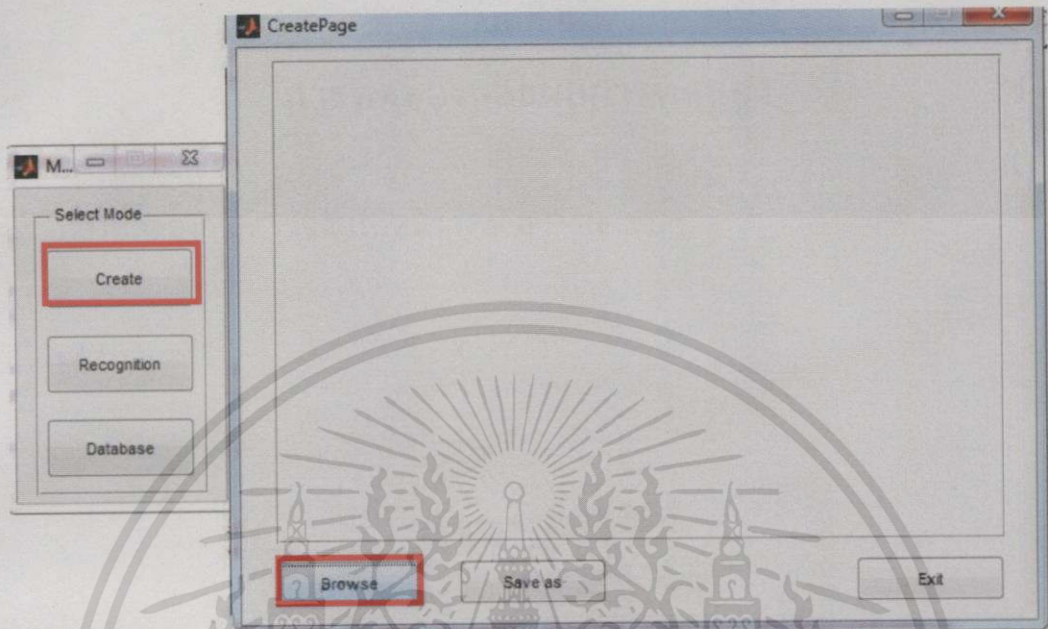 CreatePage
M...
Select Mode
Create
Recognition
Database
Browse
Save as
Exit